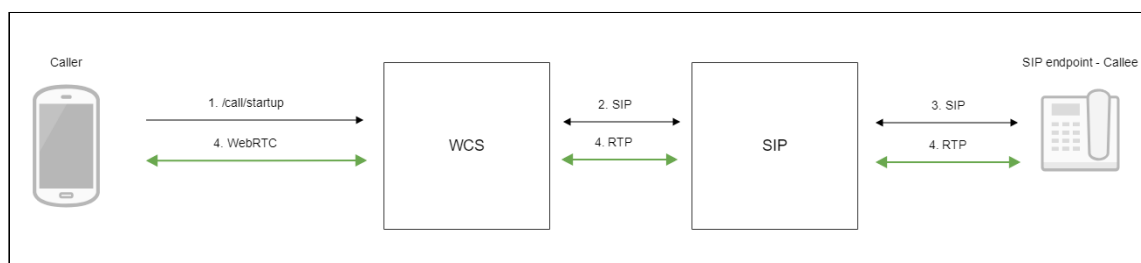 Caller
SIP endpoint - Callee
1. /call/startup
2. SIP
3. SIP
4. WebRTC
WCS
4. RTP
SIP
4. RTP